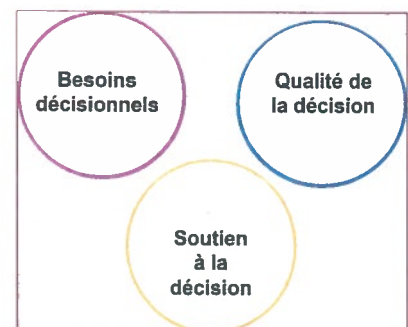 Besoins
décisionnels
Qualité de
la décision
Soutien
à la
décision